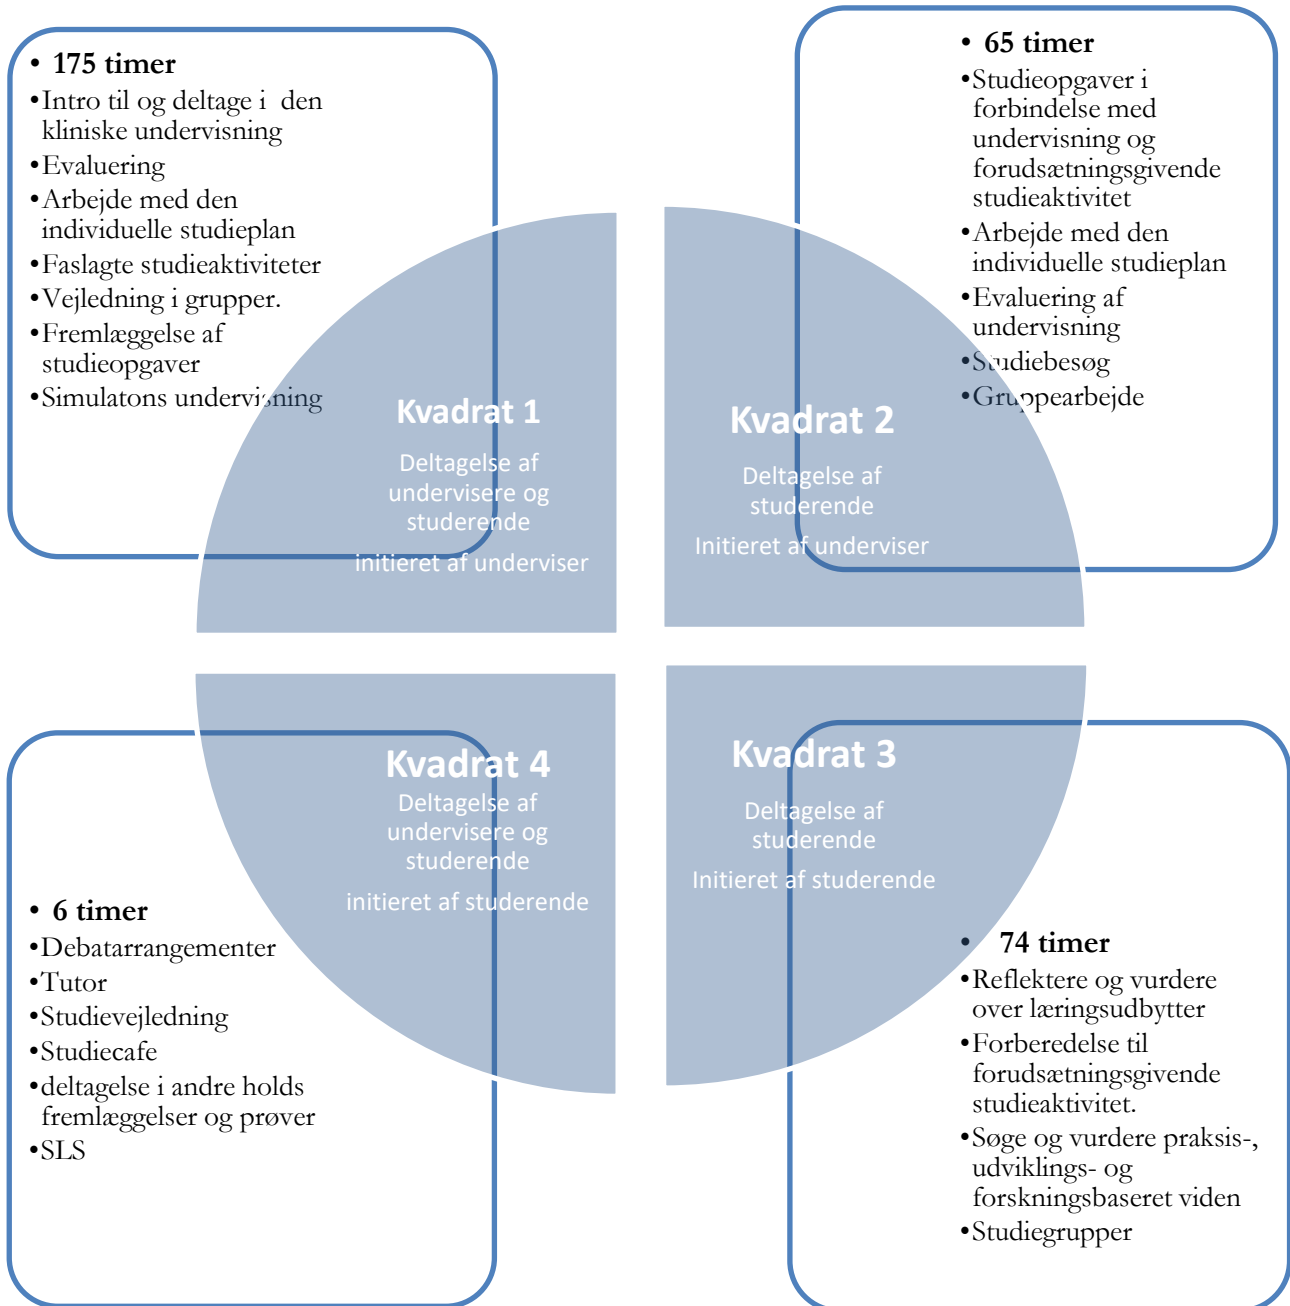 • 175 timer
•Intro til og deltage i den
kliniske undervisning
•Evaluering
•Arbejde med den
individuelle studieplan
•Faslagte studieaktiviteter
•Vejledning i grupper.
•Fremlæggelse af
studieopgaver
•Simulatons undervisning
• 65 timer
•Studieopgaver i
forbindelse med
undervisning og
forudsætningsgivende
studieaktivitet
•Arbejde med den
individuelle studieplan
•Evaluering af
undervisning
•Studiebesøg
•Gruppearbejde
Kvadrat 1
Deltagelse af
undervisere og
studerende
initieret af underviser
Kvadrat 2
Deltagelse af
studerende
Initieret af underviser
Kvadrat 4
Deltagelse af
undervisere og
studerende
initieret af studerende
Kvadrat 3
Deltagelse af
studerende
Initieret af studerende
• 6 timer
•Debatarrangementer
•Tutor
•Studievejledning
•Studiecafe
•deltagelse i andre holds
fremlæggelser og prøver
•SLS
• 74 timer
•Reflektere og vurdere
over læringsudbytter
•Forberedelse til
forudsætningsgivende
studieaktivitet.
•Søge og vurdere praksis-,
udviklings- og
forskningsbaseret viden
•Studiegrupper